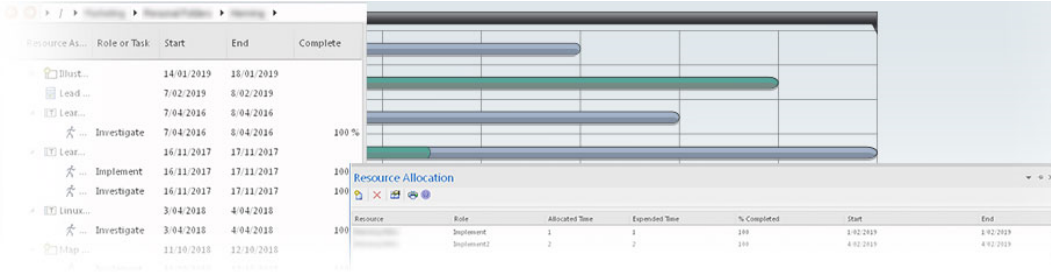 /
Resource As... Role or Task Start End Complete
Illust... 14/01/2019 18/01/2019
Lead ... 7/02/2019 8/02/2019
Lear... 7/04/2016 8/04/2016
... Investigate 7/04/2016 8/04/2016 100 %
Lear... 16/11/2017 17/11/2017
... Implement 16/11/2017 17/11/2017 100
... Investigate 16/11/2017 17/11/2017 100
Linux... 3/04/2018 4/04/2018
... Investigate 3/04/2018 4/04/2018 100
Map ... 11/10/2018 12/10/2018
Resource Allocation
Resource Role Allocated Time Expended Time % Completed Start End
Implement 1 1 100 1/02/2019 1/02/2019
Implement2 2 2 100 4/02/2019 4/02/2019